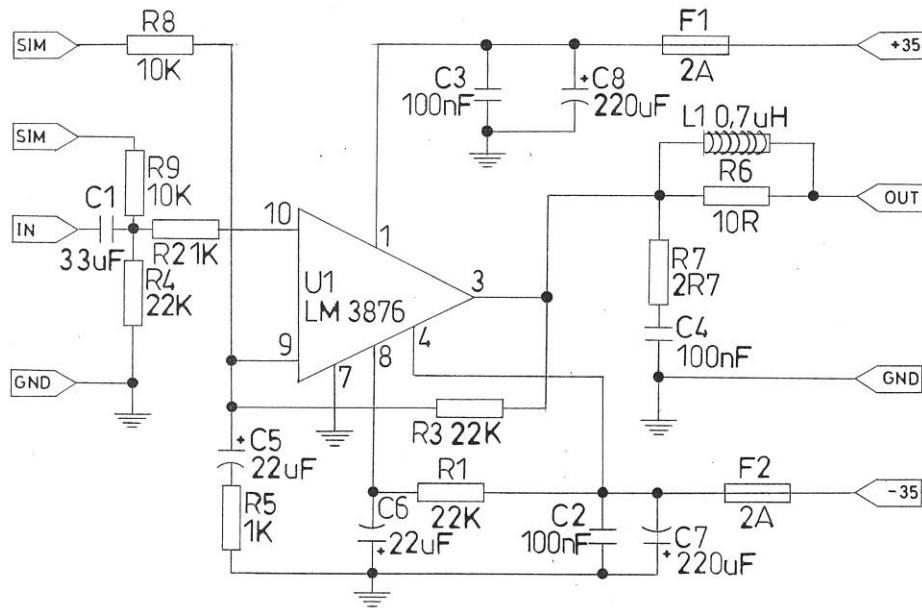 SIM
R8
10K
F1
2A
+35
C3
100nF
C8
220uF
L1 0,7uH
R6
10R
OUT
SIM
R9
10K
C1
IN
33uF
R2 1K
R4
22K
10
1
U1
LM 3876
3
4
9
8
7
R7
2R7
C4
100nF
GND
GND
R3 22K
C5
22uF
R5
1K
R1
22K
C6
22uF
C2
100nF
F2
2A
-35
C7
220uF